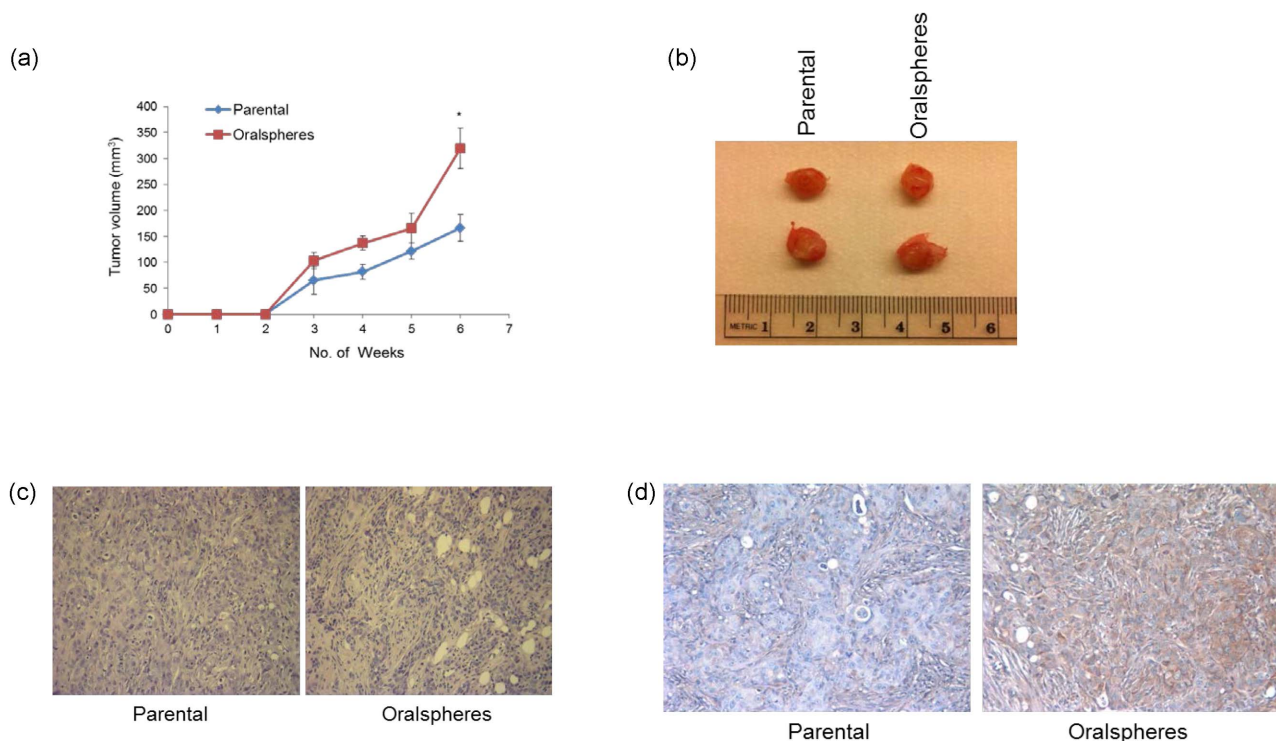 (a)
Parental
Oralspheres
*
Tumor volume (mm³)
400
350
300
250
200
150
100
50
0
0 1 2 3 4 5 6 7
No. of Weeks
(b)
Parental
Oralspheres
METRIC 1 2 3 4 5 6
(c)
Parental
Oralspheres
(d)
Parental
Oralspheres